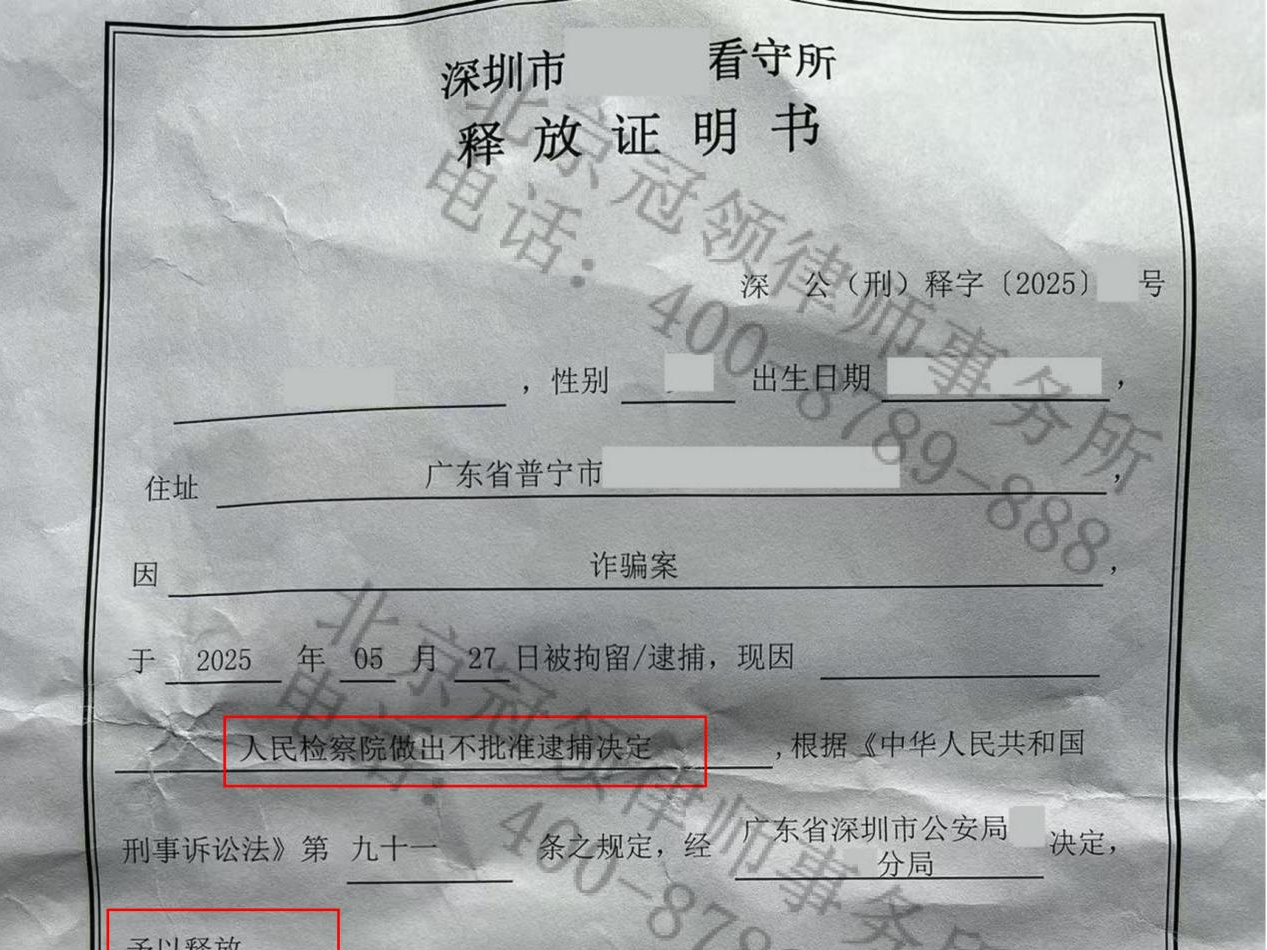 深圳市 看守所
释放证明书
深 公（刑）释字〔2025〕 号
，性别 出生日期 ，
住址 广东省普宁市 ，
因 诈骗案 ，
于 2025 年 05 月 27 日被拘留/逮捕，现因
人民检察院做出不批准逮捕决定 ，根据《中华人民共和国
刑事诉讼法》第 九十一 条之规定，经 广东省深圳市公安局 分局 决定，
予以释放
北京冠领律师事务所
电话：400-8789-888
北京冠领律师事务所
电话：400-878